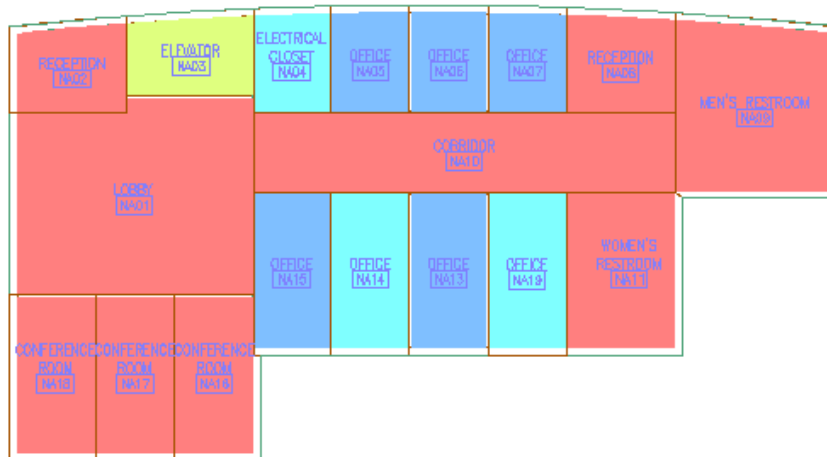 RECEPTION
NA02
ELEVATOR
NA03
ELECTRICAL
CLOSET
NA04
OFFICE
NA05
OFFICE
NA06
OFFICE
NA07
RECEPTION
NA08
MEN'S RESTROOM
NA09
CORRIDOR
NA10
LOBBY
NA01
OFFICE
NA15
OFFICE
NA14
OFFICE
NA13
OFFICE
WOMEN'S
RESTROOM
NA11
CONFERENCE
ROOM
NA18
CONFERENCE
ROOM
NA17
CONFERENCE
ROOM
NA16